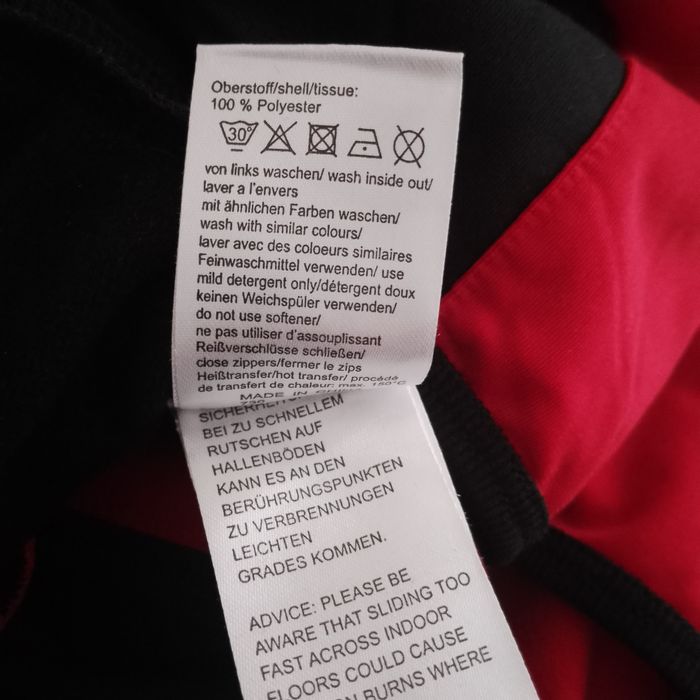 Oberstoff/shell/tissue:
100 % Polyester
30°
von links waschen/ wash inside out/
laver a l'envers
mit ähnlichen Farben waschen/
wash with similar colours/
laver avec des coloeurs similaires
Feinwaschmittel verwenden/ use
mild detergent only/détergent doux
keinen Weichspüler verwenden/
do not use softener/
ne pas utiliser d'assouplissant
Reißverschlüsse schließen/
close zippers/fermer le zips
Heißtransfer/hot transfer/ procédé
de transfert de chaleur: max. 150°C
MADE IN
BEI ZU SCHNELLEM
RUTSCHEN AUF
HALLENBÖDEN
KANN ES AN DEN
BERÜHRUNGSPUNKTEN
ZU VERBRENNUNGEN
LEICHTEN
GRADES KOMMEN.
ADVICE: PLEASE BE
AWARE THAT SLIDING TOO
FAST ACROSS INDOOR
FLOORS COULD CAUSE
BURNS WHERE